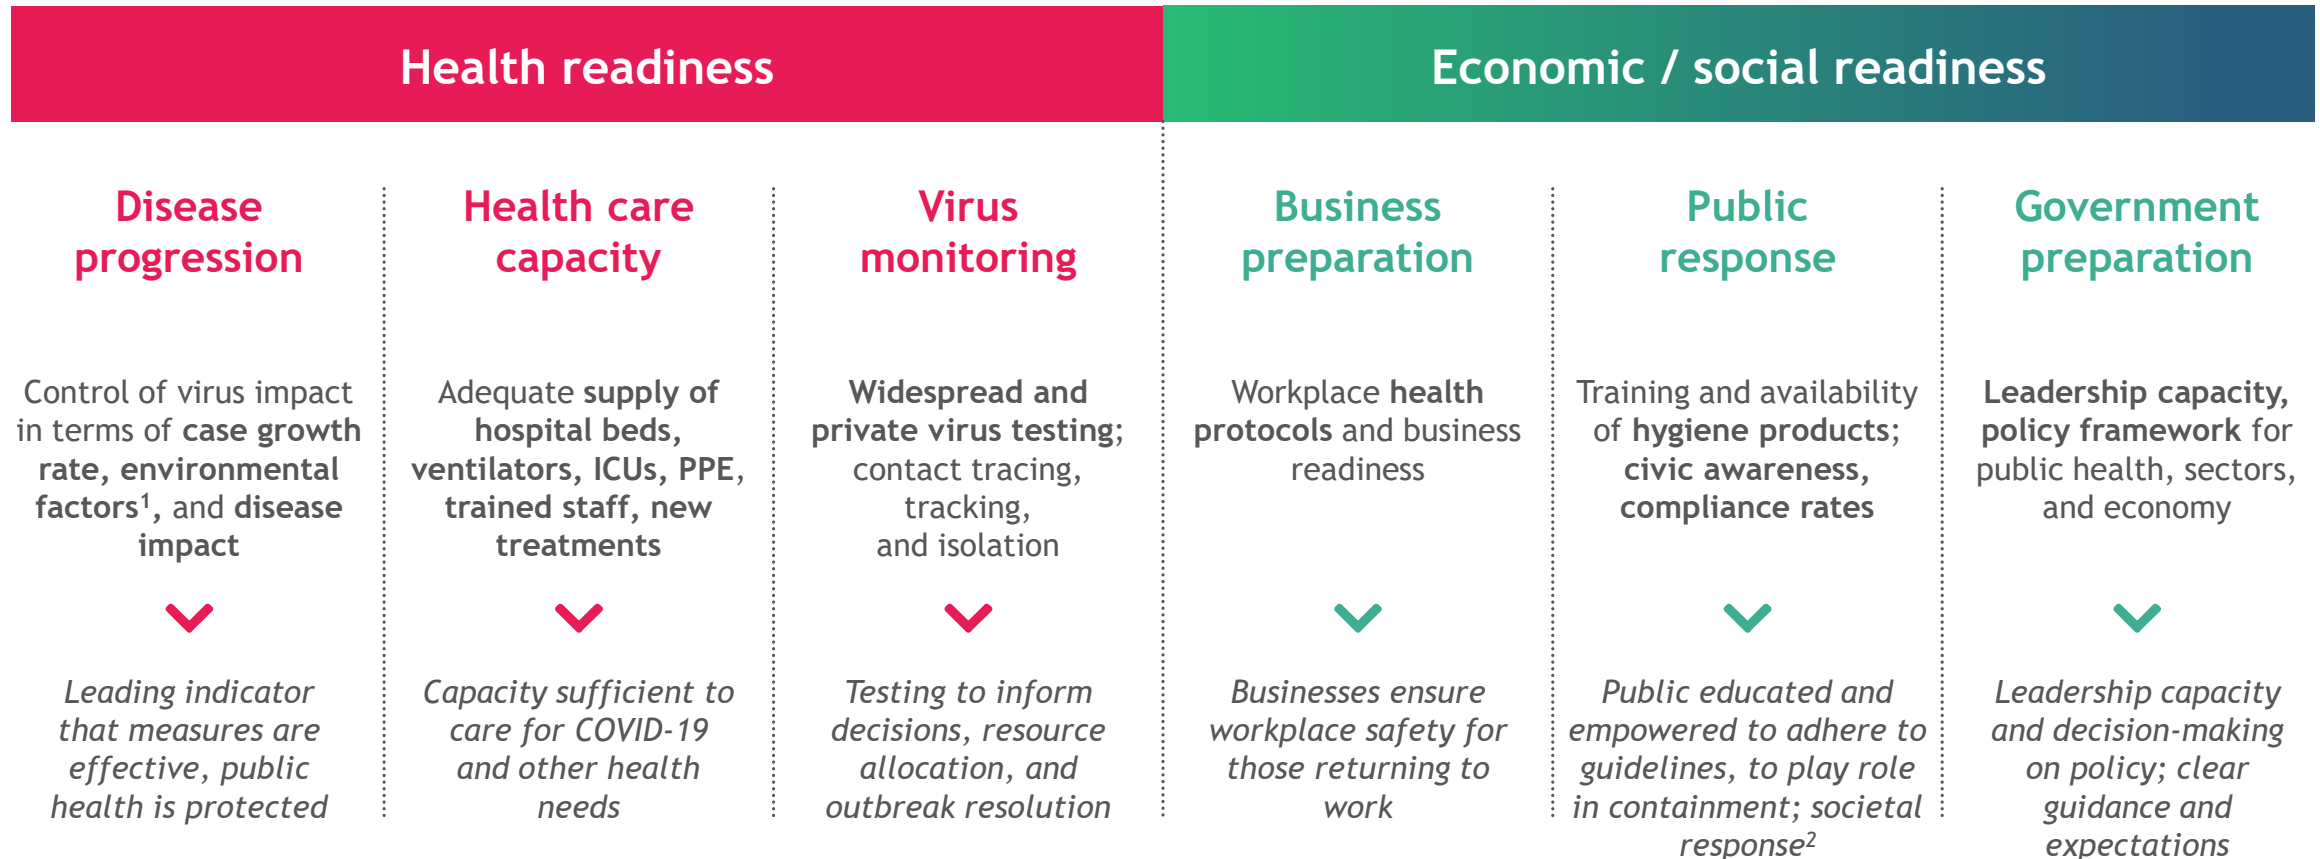 Health readiness
Economic / social readiness
Disease
progression
Control of virus impact
in terms of case growth
rate, environmental
factors¹, and disease
impact
Leading indicator
that measures are
effective, public
health is protected
Health care
capacity
Adequate supply of
hospital beds,
ventilators, ICUs, PPE,
trained staff, new
treatments
Capacity sufficient to
care for COVID-19
and other health
needs
Virus
monitoring
Widespread and
private virus testing;
contact tracing,
tracking,
and isolation
Testing to inform
decisions, resource
allocation, and
outbreak resolution
Business
preparation
Workplace health
protocols and business
readiness
Businesses ensure
workplace safety for
those returning to
work
Public
response
Training and availability
of hygiene products;
civic awareness,
compliance rates
Public educated and
empowered to adhere to
guidelines, to play role
in containment; societal
response²
Government
preparation
Leadership capacity,
policy framework for
public health, sectors,
and economy
Leadership capacity
and decision-making
on policy; clear
guidance and
expectations